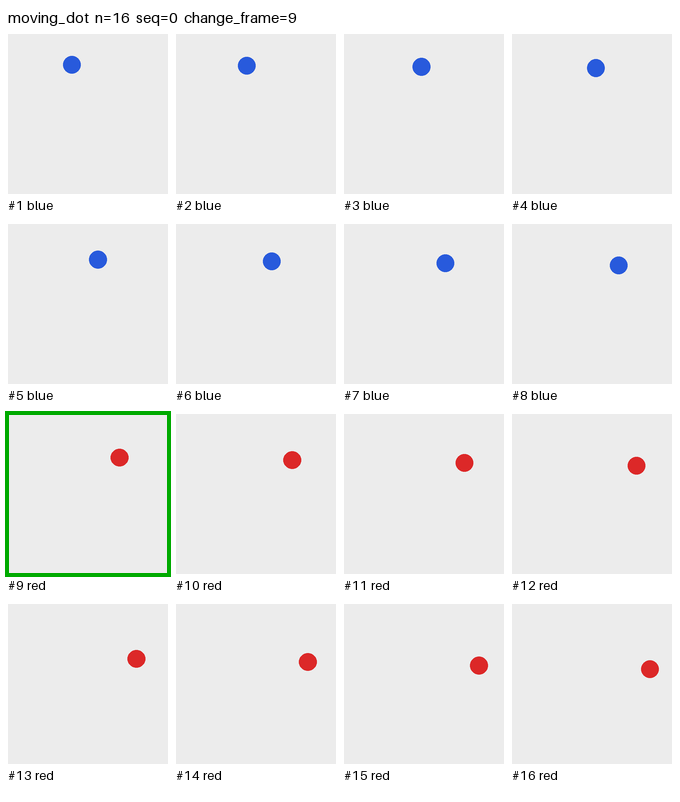 moving_dot n=16 seq=0 change_frame=9
#1 blue
#2 blue
#3 blue
#4 blue
#5 blue
#6 blue
#7 blue
#8 blue
#9 red
#10 red
#11 red
#12 red
#13 red
#14 red
#15 red
#16 red